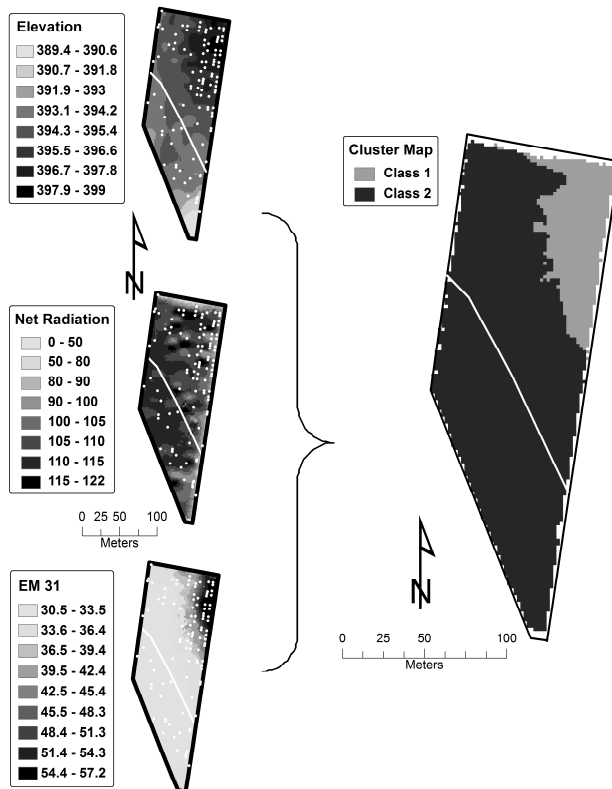 Elevation
389.4 - 390.6
390.7 - 391.8
391.9 - 393
393.1 - 394.2
394.3 - 395.4
395.5 - 396.6
396.7 - 397.8
397.9 - 399
N
Net Radiation
0 - 50
50 - 80
80 - 90
90 - 100
100 - 105
105 - 110
110 - 115
115 - 122
0 25 50 100
Meters
EM 31
30.5 - 33.5
33.6 - 36.4
36.5 - 39.4
39.5 - 42.4
42.5 - 45.4
45.5 - 48.3
48.4 - 51.3
51.4 - 54.3
54.4 - 57.2
Cluster Map
Class 1
Class 2
N
0 50 100
Meters